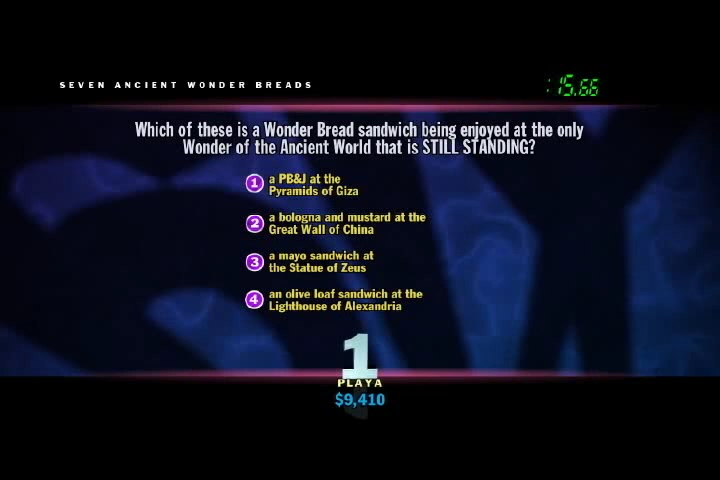 SEVEN ANCIENT WONDER BREADS
:15.66
Which of these is a Wonder Bread sandwich being enjoyed at the only
Wonder of the Ancient World that is STILL STANDING?
1 a PB&J at the
Pyramids of Giza
2 a bologna and mustard at the
Great Wall of China
3 a mayo sandwich at
the Statue of Zeus
4 an olive loaf sandwich at the
Lighthouse of Alexandria
1
PLAYA
$9,410